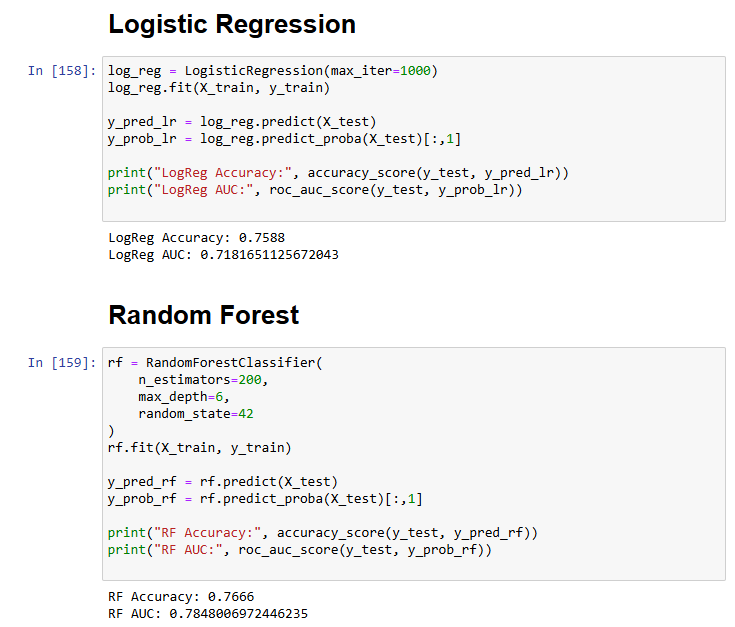 Logistic Regression
In [158]: log_reg = LogisticRegression(max_iter=1000)
log_reg.fit(X_train, y_train)
y_pred_lr = log_reg.predict(X_test)
y_prob_lr = log_reg.predict_proba(X_test)[:,1]
print("LogReg Accuracy:", accuracy_score(y_test, y_pred_lr))
print("LogReg AUC:", roc_auc_score(y_test, y_prob_lr))
LogReg Accuracy: 0.7588
LogReg AUC: 0.7181651125672043
Random Forest
In [159]: rf = RandomForestClassifier(
    n_estimators=200,
    max_depth=6,
    random_state=42
)
rf.fit(X_train, y_train)
y_pred_rf = rf.predict(X_test)
y_prob_rf = rf.predict_proba(X_test)[:,1]
print("RF Accuracy:", accuracy_score(y_test, y_pred_rf))
print("RF AUC:", roc_auc_score(y_test, y_prob_rf))
RF Accuracy: 0.7666
RF AUC: 0.7848006972446235